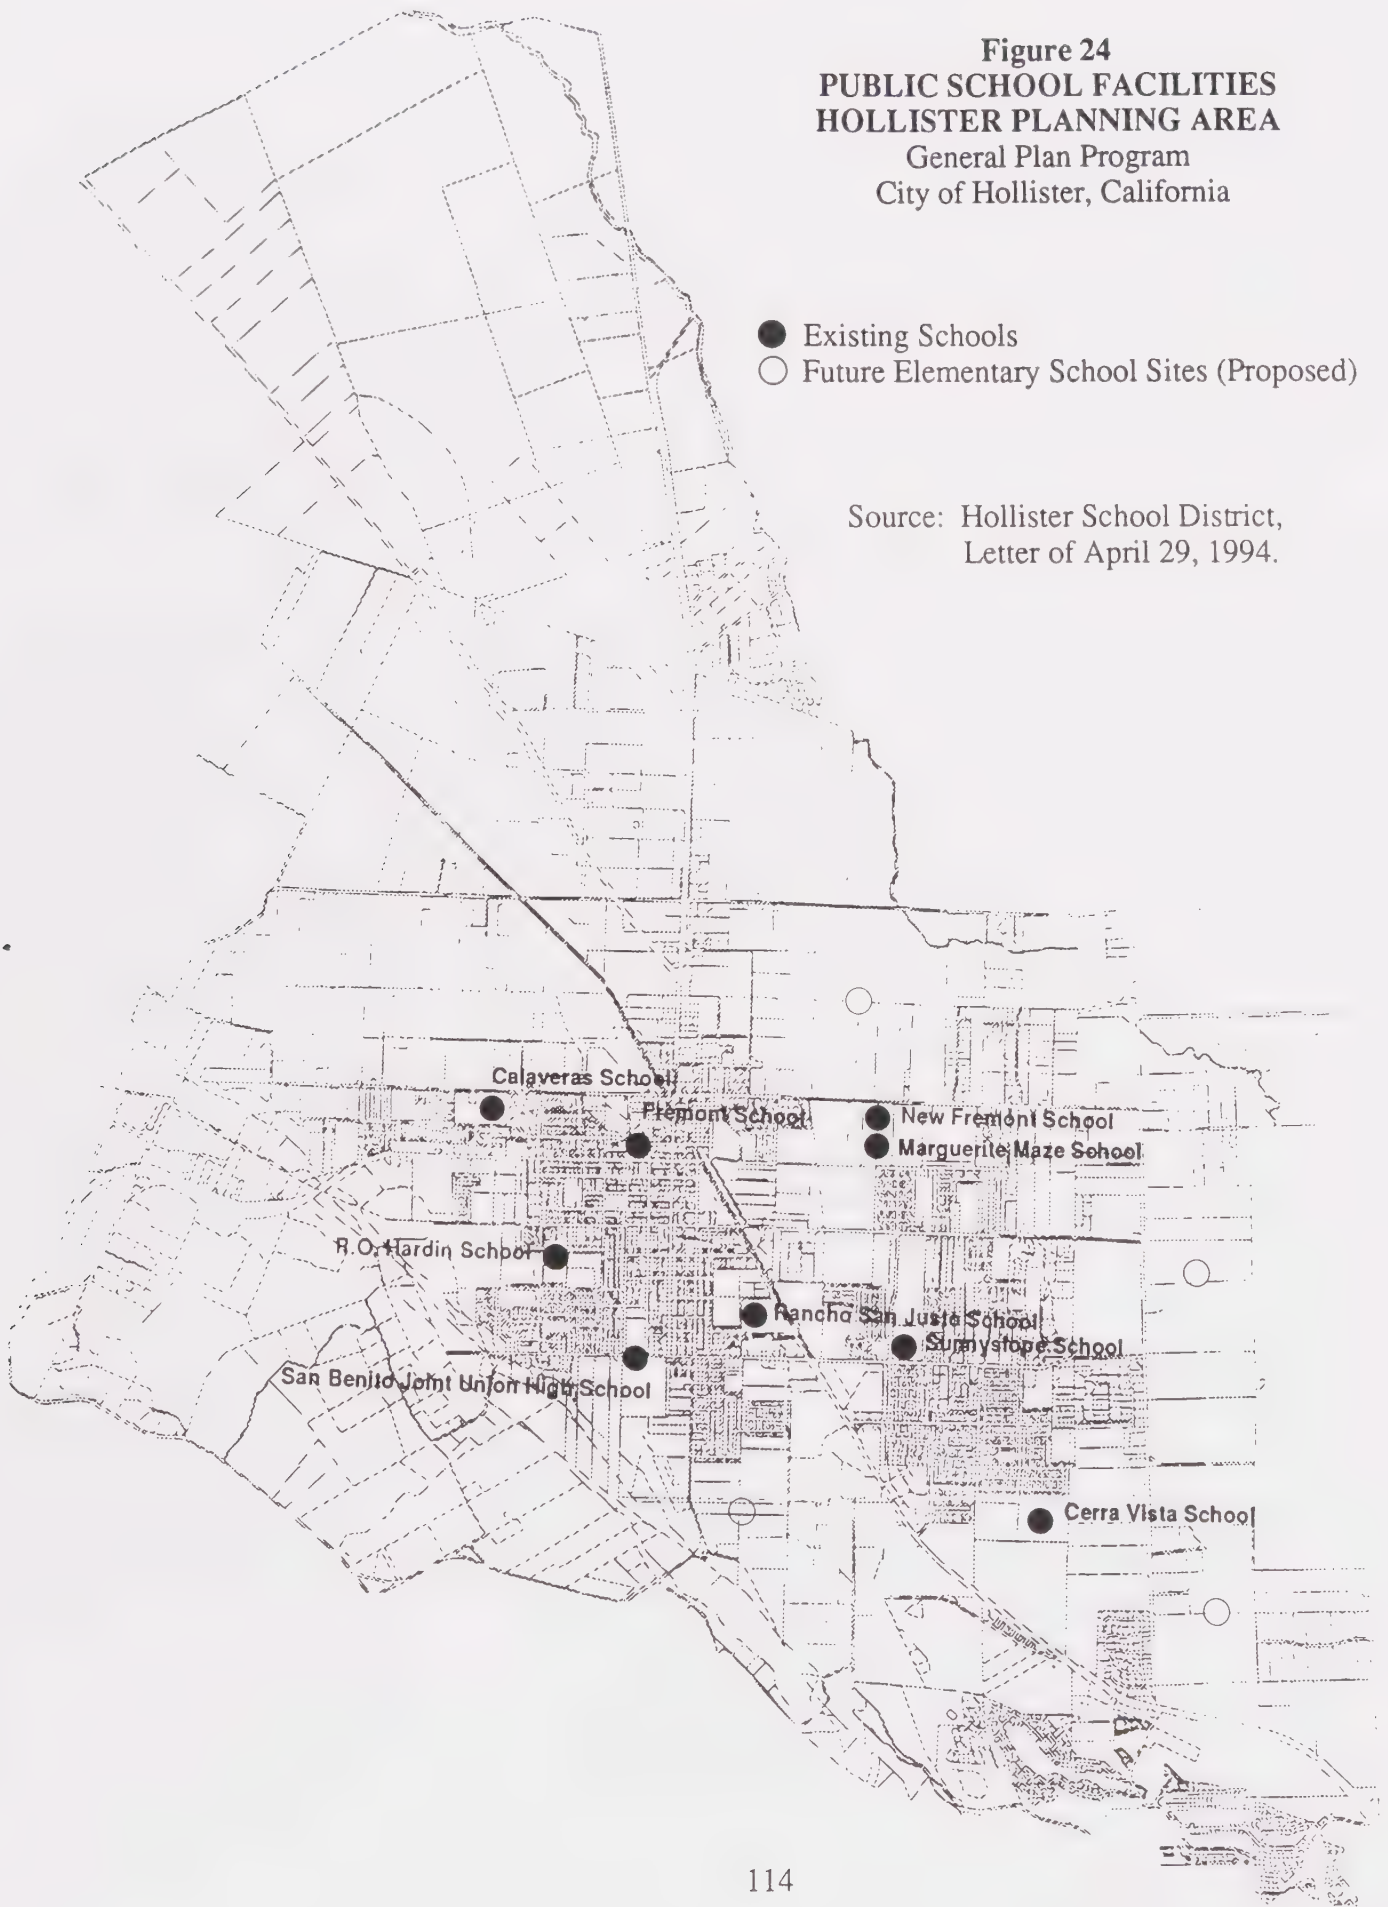 Figure 24
PUBLIC SCHOOL FACILITIES
HOLLISTER PLANNING AREA
General Plan Program
City of Hollister, California
Existing Schools
Future Elementary School Sites (Proposed)
Source: Hollister School District,
Letter of April 29, 1994.
Calaveras School
Fremont School
New Fremont School
Marguerite Maze School
R.O. Hardin School
Rancho San Justo School
Sunnyslope School
San Benito Joint Union High School
Cerra Vista School
114